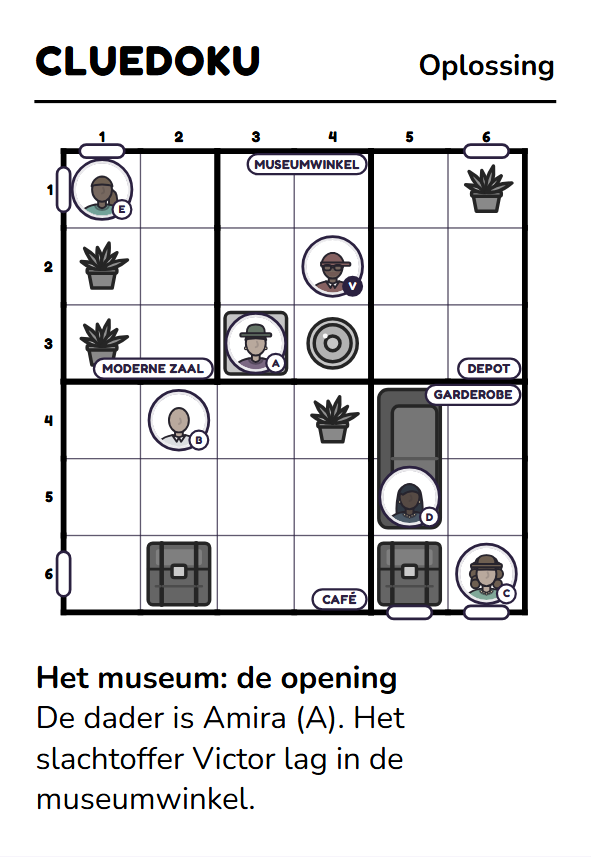 CLUEDOKU
Oplossing
1 2 3 4 5 6
MUSEUMWINKEL
1
E
2
V
3
A
MODERNE ZAAL
DEPOT
GARDEROBE
4
B
5
D
6
C
CAFÉ
Het museum: de opening
De dader is Amira (A). Het
slachtoffer Victor lag in de
museumwinkel.